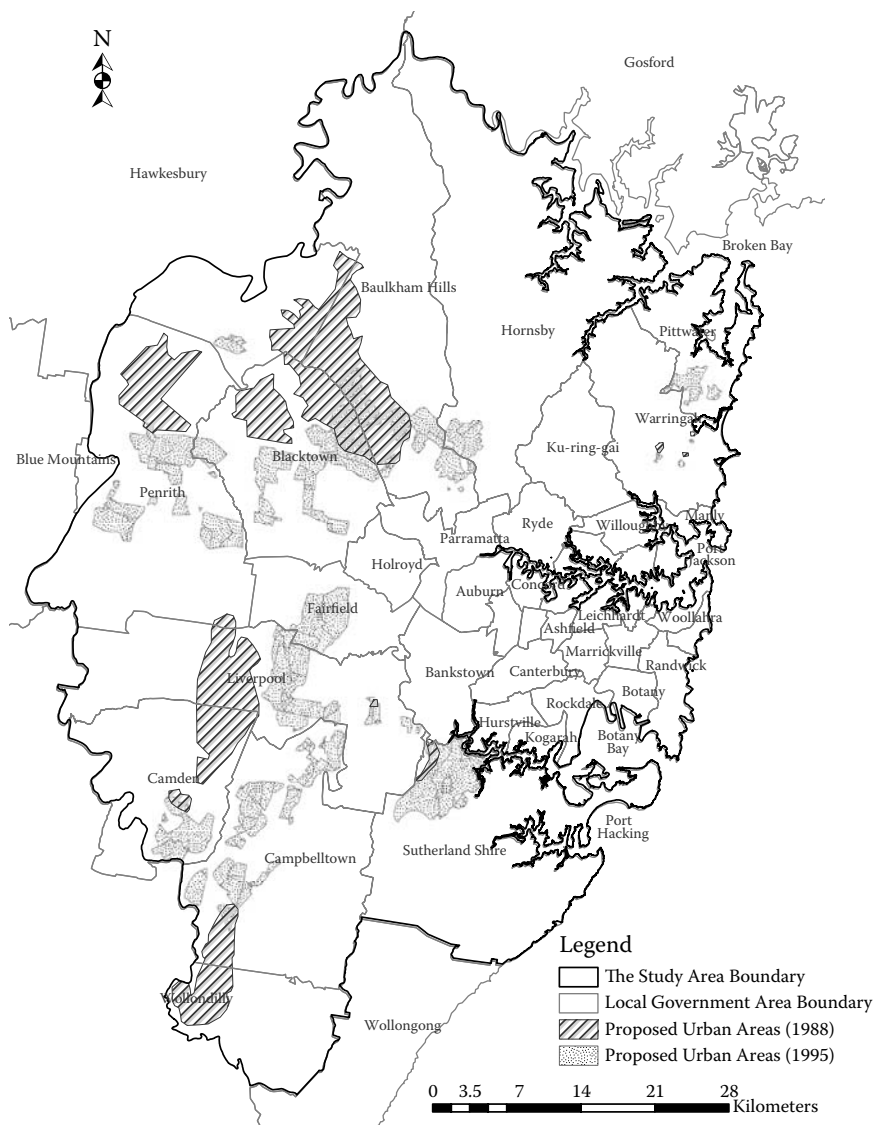 N
Gosford
Hawkesbury
Broken Bay
Baulkham Hills
Hornsby
Pittwater
Warringah
Ku-ring-gai
Blue Mountains
Blacktown
Penrith
Ryde
Willoughby
Manly
Parramatta
Port
Jackson
Holroyd
Concord
Auburn
Fairfield
Leichhardt
Woollahra
Ashfield
Marrickville
Bankstown
Canterbury
Randwick
Liverpool
Botany
Rockdale
Hurstville
Kogarah
Botany
Bay
Camden
Port
Hacking
Campbelltown
Sutherland Shire
Wollondilly
Wollongong
Legend
The Study Area Boundary
Local Government Area Boundary
Proposed Urban Areas (1988)
Proposed Urban Areas (1995)
0 3.5 7 14 21 28
Kilometers